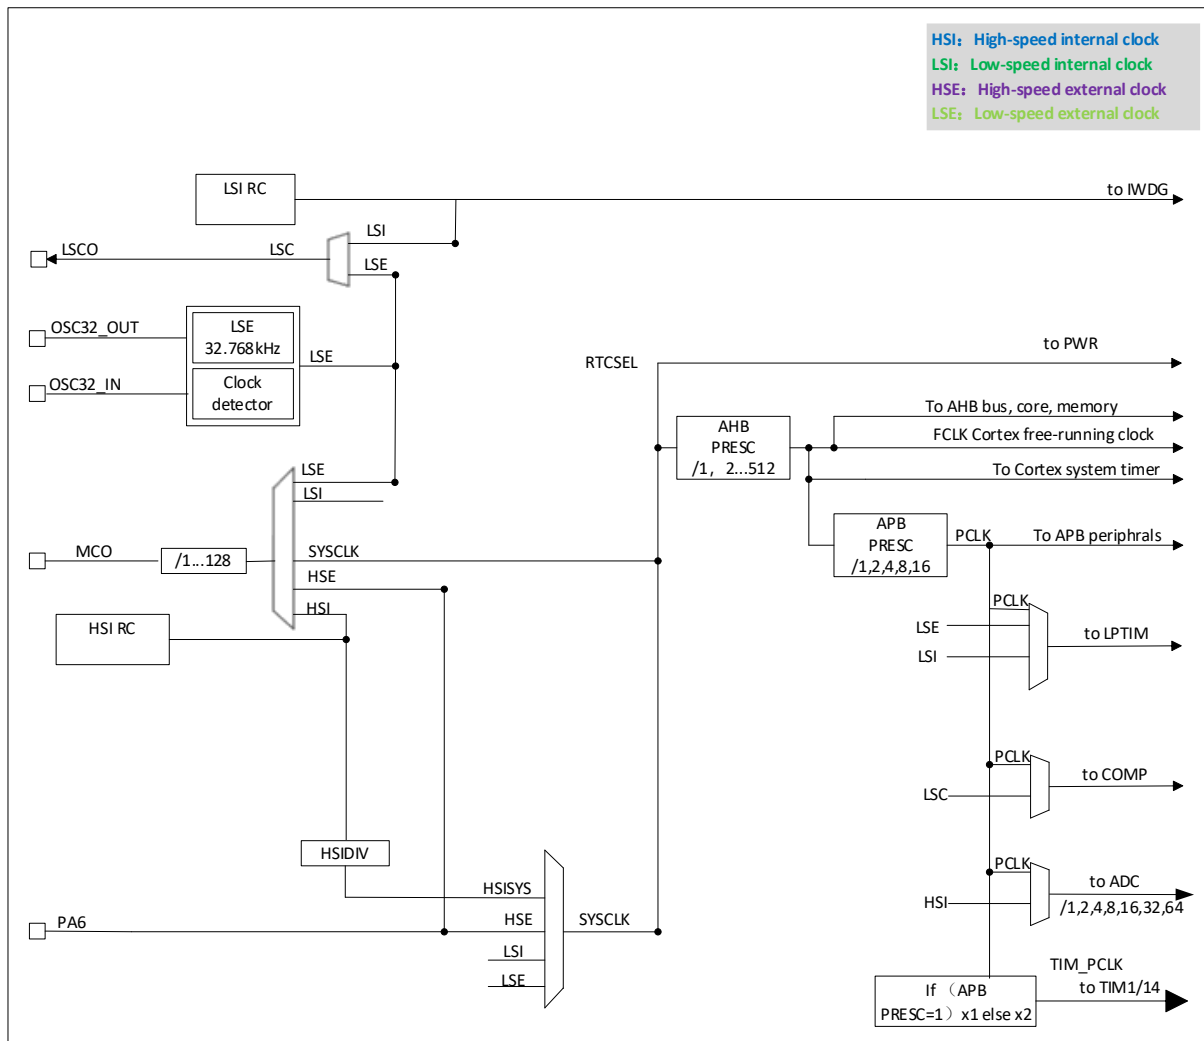 HSI：High-speed internal clock
LSI：Low-speed internal clock
HSE：High-speed external clock
LSE：Low-speed external clock
LSI RC
to IWDG
LSI
LSCO
LSC
LSE
OSC32_OUT
LSE
32.768kHz
LSE
OSC32_IN
Clock
detector
RTCSEL
to PWR
To AHB bus, core, memory
AHB
PRESC
/1，2...512
FCLK Cortex free-running clock
To Cortex system timer
LSE
LSI
APB
PRESC
/1,2,4,8,16
PCLK
To APB periphrals
MCO
/1...128
SYSCLK
HSE
HSI
HSI RC
PCLK
LSE
LSI
to LPTIM
PCLK
LSC
to COMP
HSIDIV
PCLK
HSI
to ADC
/1,2,4,8,16,32,64
HSISYS
PA6
HSE
SYSCLK
LSI
LSE
TIM_PCLK
to TIM1/14
If （APB
PRESC=1）x1 else x2